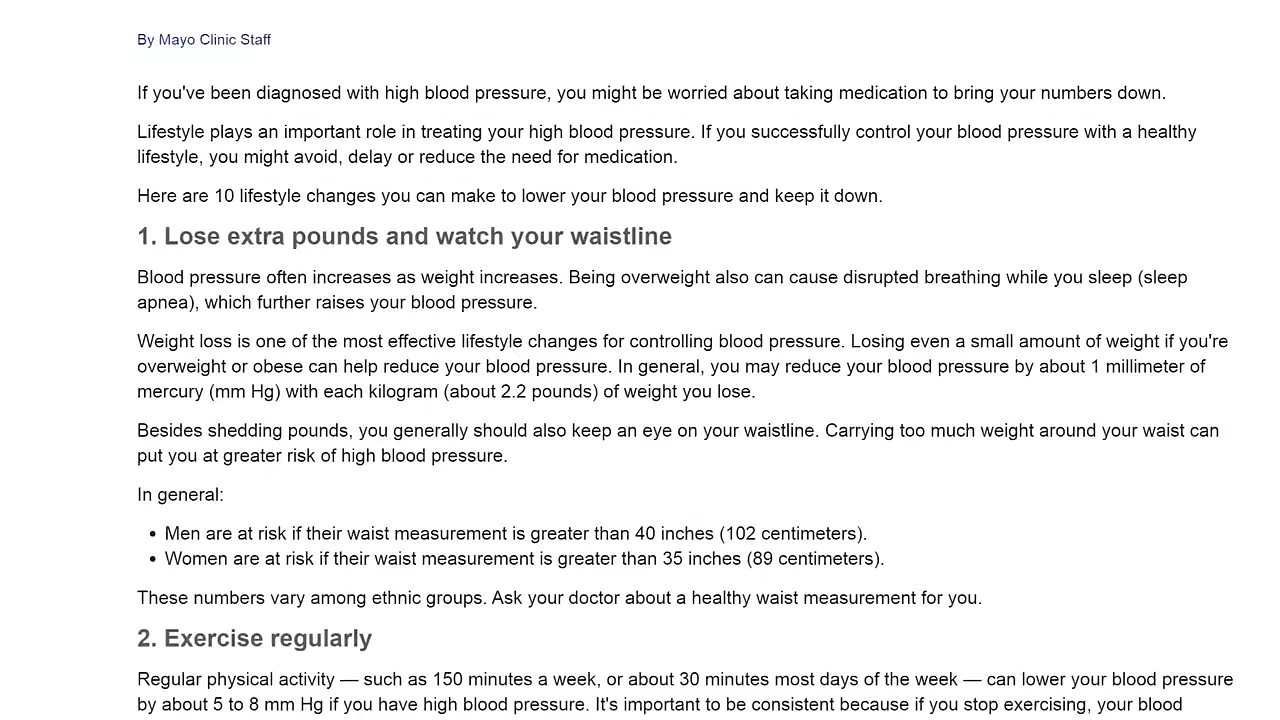 By Mayo Clinic Staff
If you've been diagnosed with high blood pressure, you might be worried about taking medication to bring your numbers down.
Lifestyle plays an important role in treating your high blood pressure. If you successfully control your blood pressure with a healthy
lifestyle, you might avoid, delay or reduce the need for medication.
Here are 10 lifestyle changes you can make to lower your blood pressure and keep it down.
1. Lose extra pounds and watch your waistline
Blood pressure often increases as weight increases. Being overweight also can cause disrupted breathing while you sleep (sleep
apnea), which further raises your blood pressure.
Weight loss is one of the most effective lifestyle changes for controlling blood pressure. Losing even a small amount of weight if you're
overweight or obese can help reduce your blood pressure. In general, you may reduce your blood pressure by about 1 millimeter of
mercury (mm Hg) with each kilogram (about 2.2 pounds) of weight you lose.
Besides shedding pounds, you generally should also keep an eye on your waistline. Carrying too much weight around your waist can
put you at greater risk of high blood pressure.
In general:
• Men are at risk if their waist measurement is greater than 40 inches (102 centimeters).
• Women are at risk if their waist measurement is greater than 35 inches (89 centimeters).
These numbers vary among ethnic groups. Ask your doctor about a healthy waist measurement for you.
2. Exercise regularly
Regular physical activity — such as 150 minutes a week, or about 30 minutes most days of the week — can lower your blood pressure
by about 5 to 8 mm Hg if you have high blood pressure. It's important to be consistent because if you stop exercising, your blood